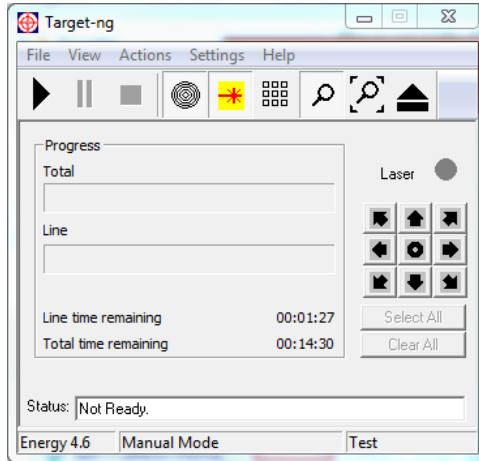 Target-ng
File View Actions Settings Help
Progress
Total
Laser
Line
Line time remaining 00:01:27
Select All
Total time remaining 00:14:30
Clear All
Status: Not Ready.
Energy 4.6 Manual Mode Test